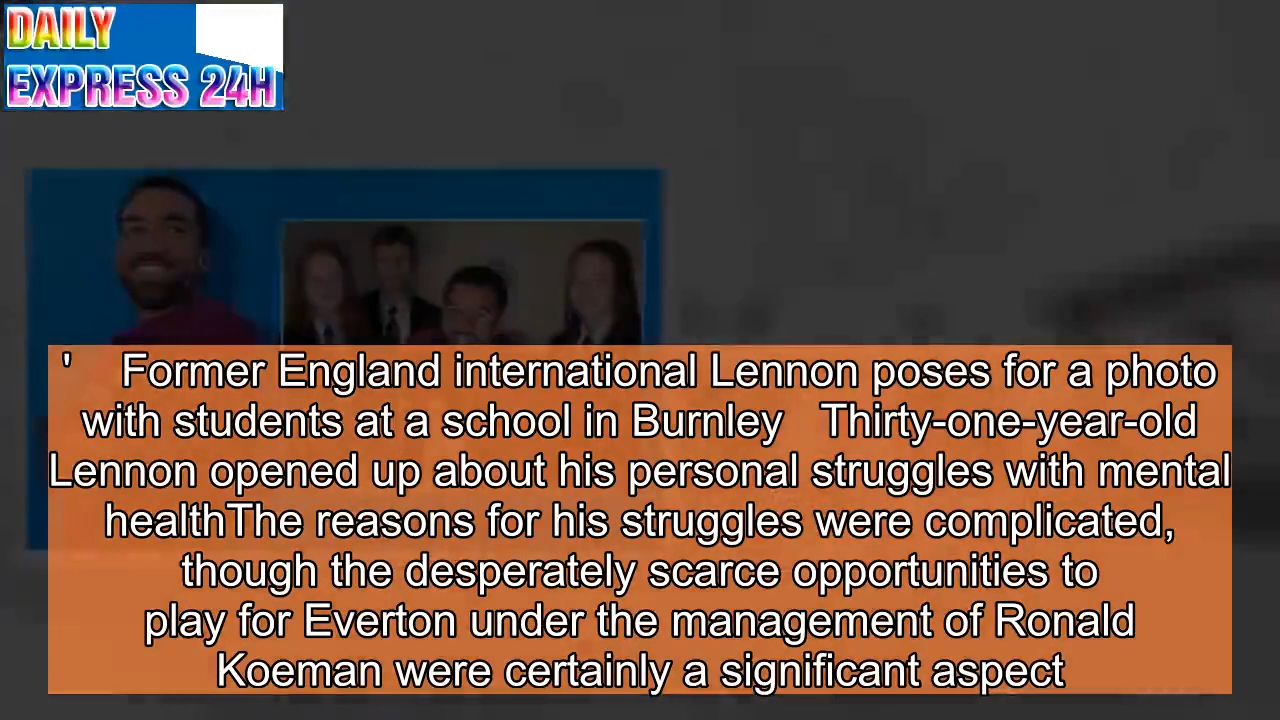 DAILY
EXPRESS 24H
'    Former England international Lennon poses for a photo
with students at a school in Burnley   Thirty-one-year-old
Lennon opened up about his personal struggles with mental
healthThe reasons for his struggles were complicated,
though the desperately scarce opportunities to
play for Everton under the management of Ronald
Koeman were certainly a significant aspect